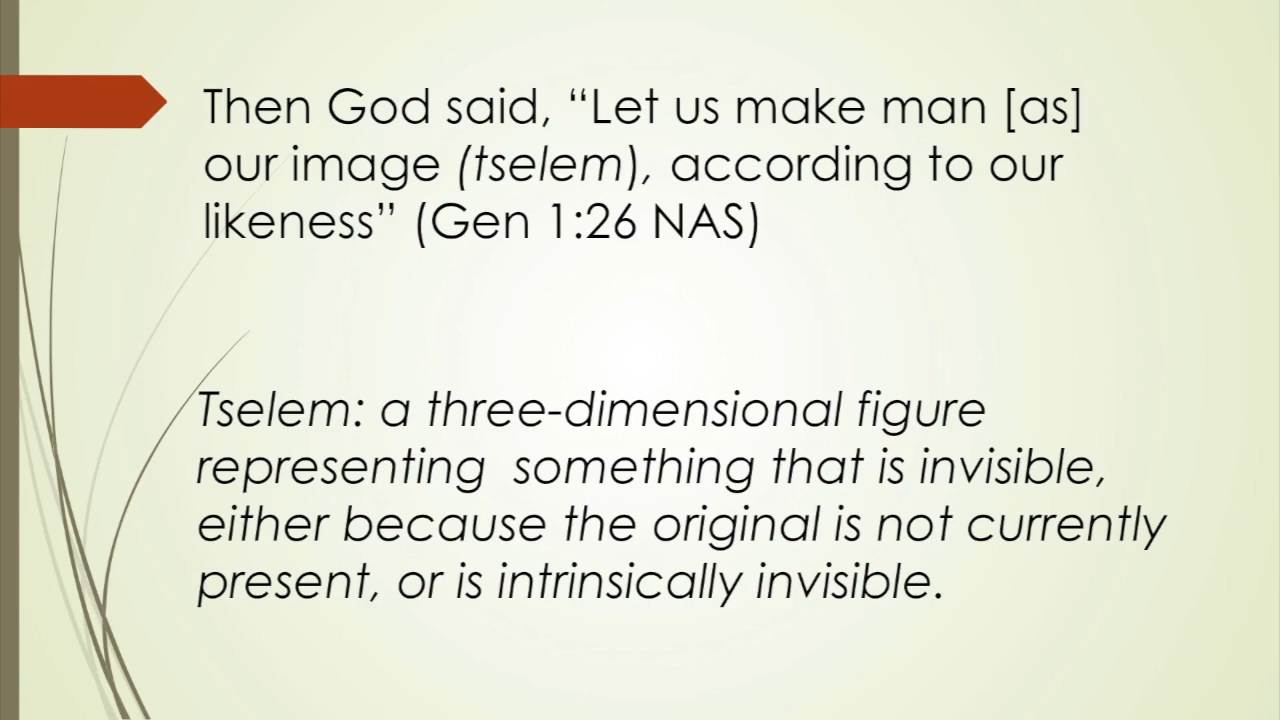 Then God said, “Let us make man [as]
our image (tselem), according to our
likeness” (Gen 1:26 NAS)
Tselem: a three-dimensional figure
representing  something that is invisible,
either because the original is not currently
present, or is intrinsically invisible.